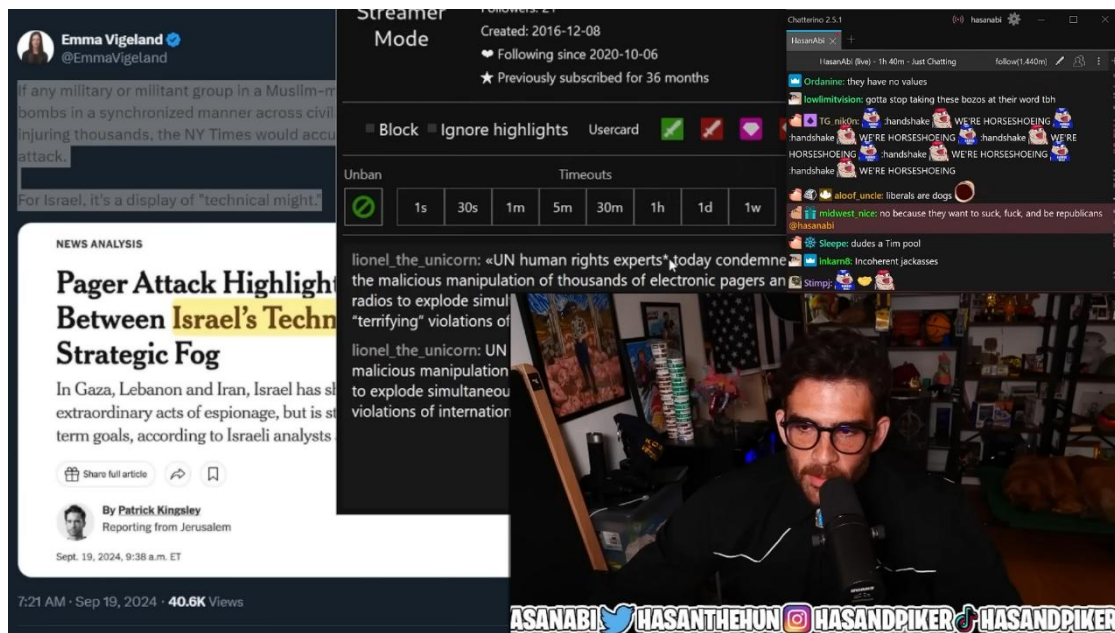 Emma Vigeland
@EmmaVigeland
If any military or militant group in a Muslim-m
bombs in a synchronized manner across civil
injuring thousands, the NY Times would accu
attack.
For Israel, it's a display of "technical might."
NEWS ANALYSIS
Pager Attack Highlight
Between Israel's Techn
Strategic Fog
In Gaza, Lebanon and Iran, Israel has sh
extraordinary acts of espionage, but is st
term goals, according to Israeli analysts
Share full article
By Patrick Kingsley
Reporting from Jerusalem
Sept. 19, 2024, 9:38 a.m. ET
7:21 AM · Sep 19, 2024 · 40.6K Views
Streamer
Mode
Followers: 21
Created: 2016-12-08
Following since 2020-10-06
Previously subscribed for 36 months
Block Ignore highlights Usercard
Unban Timeouts
1s 30s 1m 5m 30m 1h 1d 1w
lionel_the_unicorn: «UN human rights experts* today condemne
the malicious manipulation of thousands of electronic pagers an
radios to explode simul
"terrifying" violations of
lionel_the_unicorn: UN
malicious manipulation
to explode simultaneou
violations of internation
Chatterino 2.5.1 hasanabi
HasanAbi
HasanAbi (live) - 1h 40m - Just Chatting follow(1,440m)
Ordanine: they have no values
lowlimitvision: gotta stop taking these bozos at their word tbh
TG_nik0n: :handshake WE'RE HORSESHOEING
:handshake WE'RE HORSESHOEING :handshake WE'RE
HORSESHOEING :handshake WE'RE HORSESHOEING
:handshake WE'RE HORSESHOEING
aloof_uncle: liberals are dogs
midwest_nice: no because they want to suck, fuck, and be republicans
@hasanabi
Sleepe: dudes a Tim pool
inkarn8: Incoherent jackasses
Stimpj:
ASANABI HASANTHEHUN HASANDPIKER HASANDPIKER